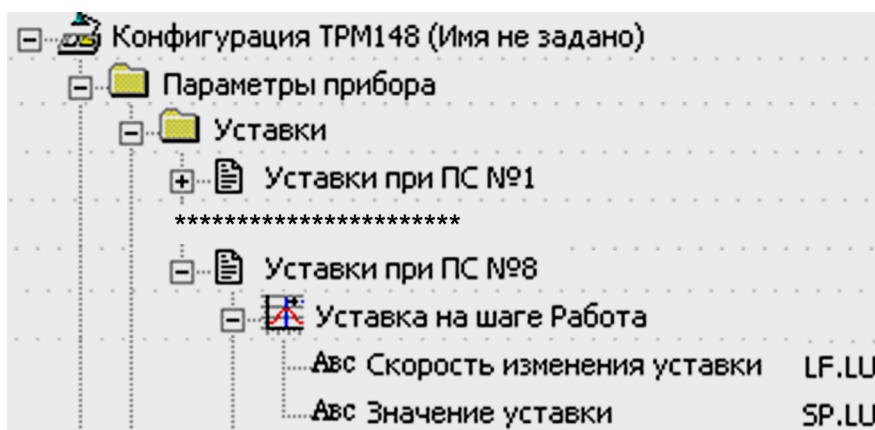 Конфигурация ТРМ148 (Имя не задано)
Параметры прибора
Уставки
Уставки при ПС №1
***********************
Уставки при ПС №8
Уставка на шаге Работа
Авс Скорость изменения уставки LF.LU
Авс Значение уставки SP.LU